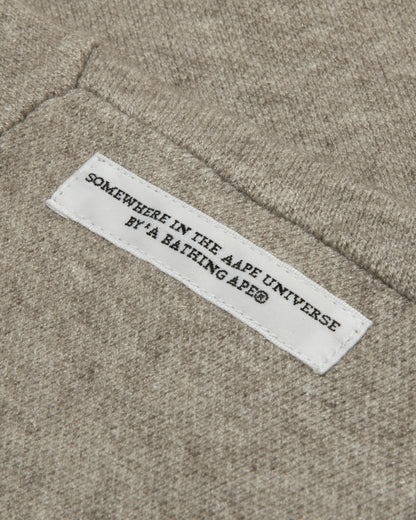 SOMEWHERE IN THE AAPE UNIVERSE
BY *A BATHING APE®